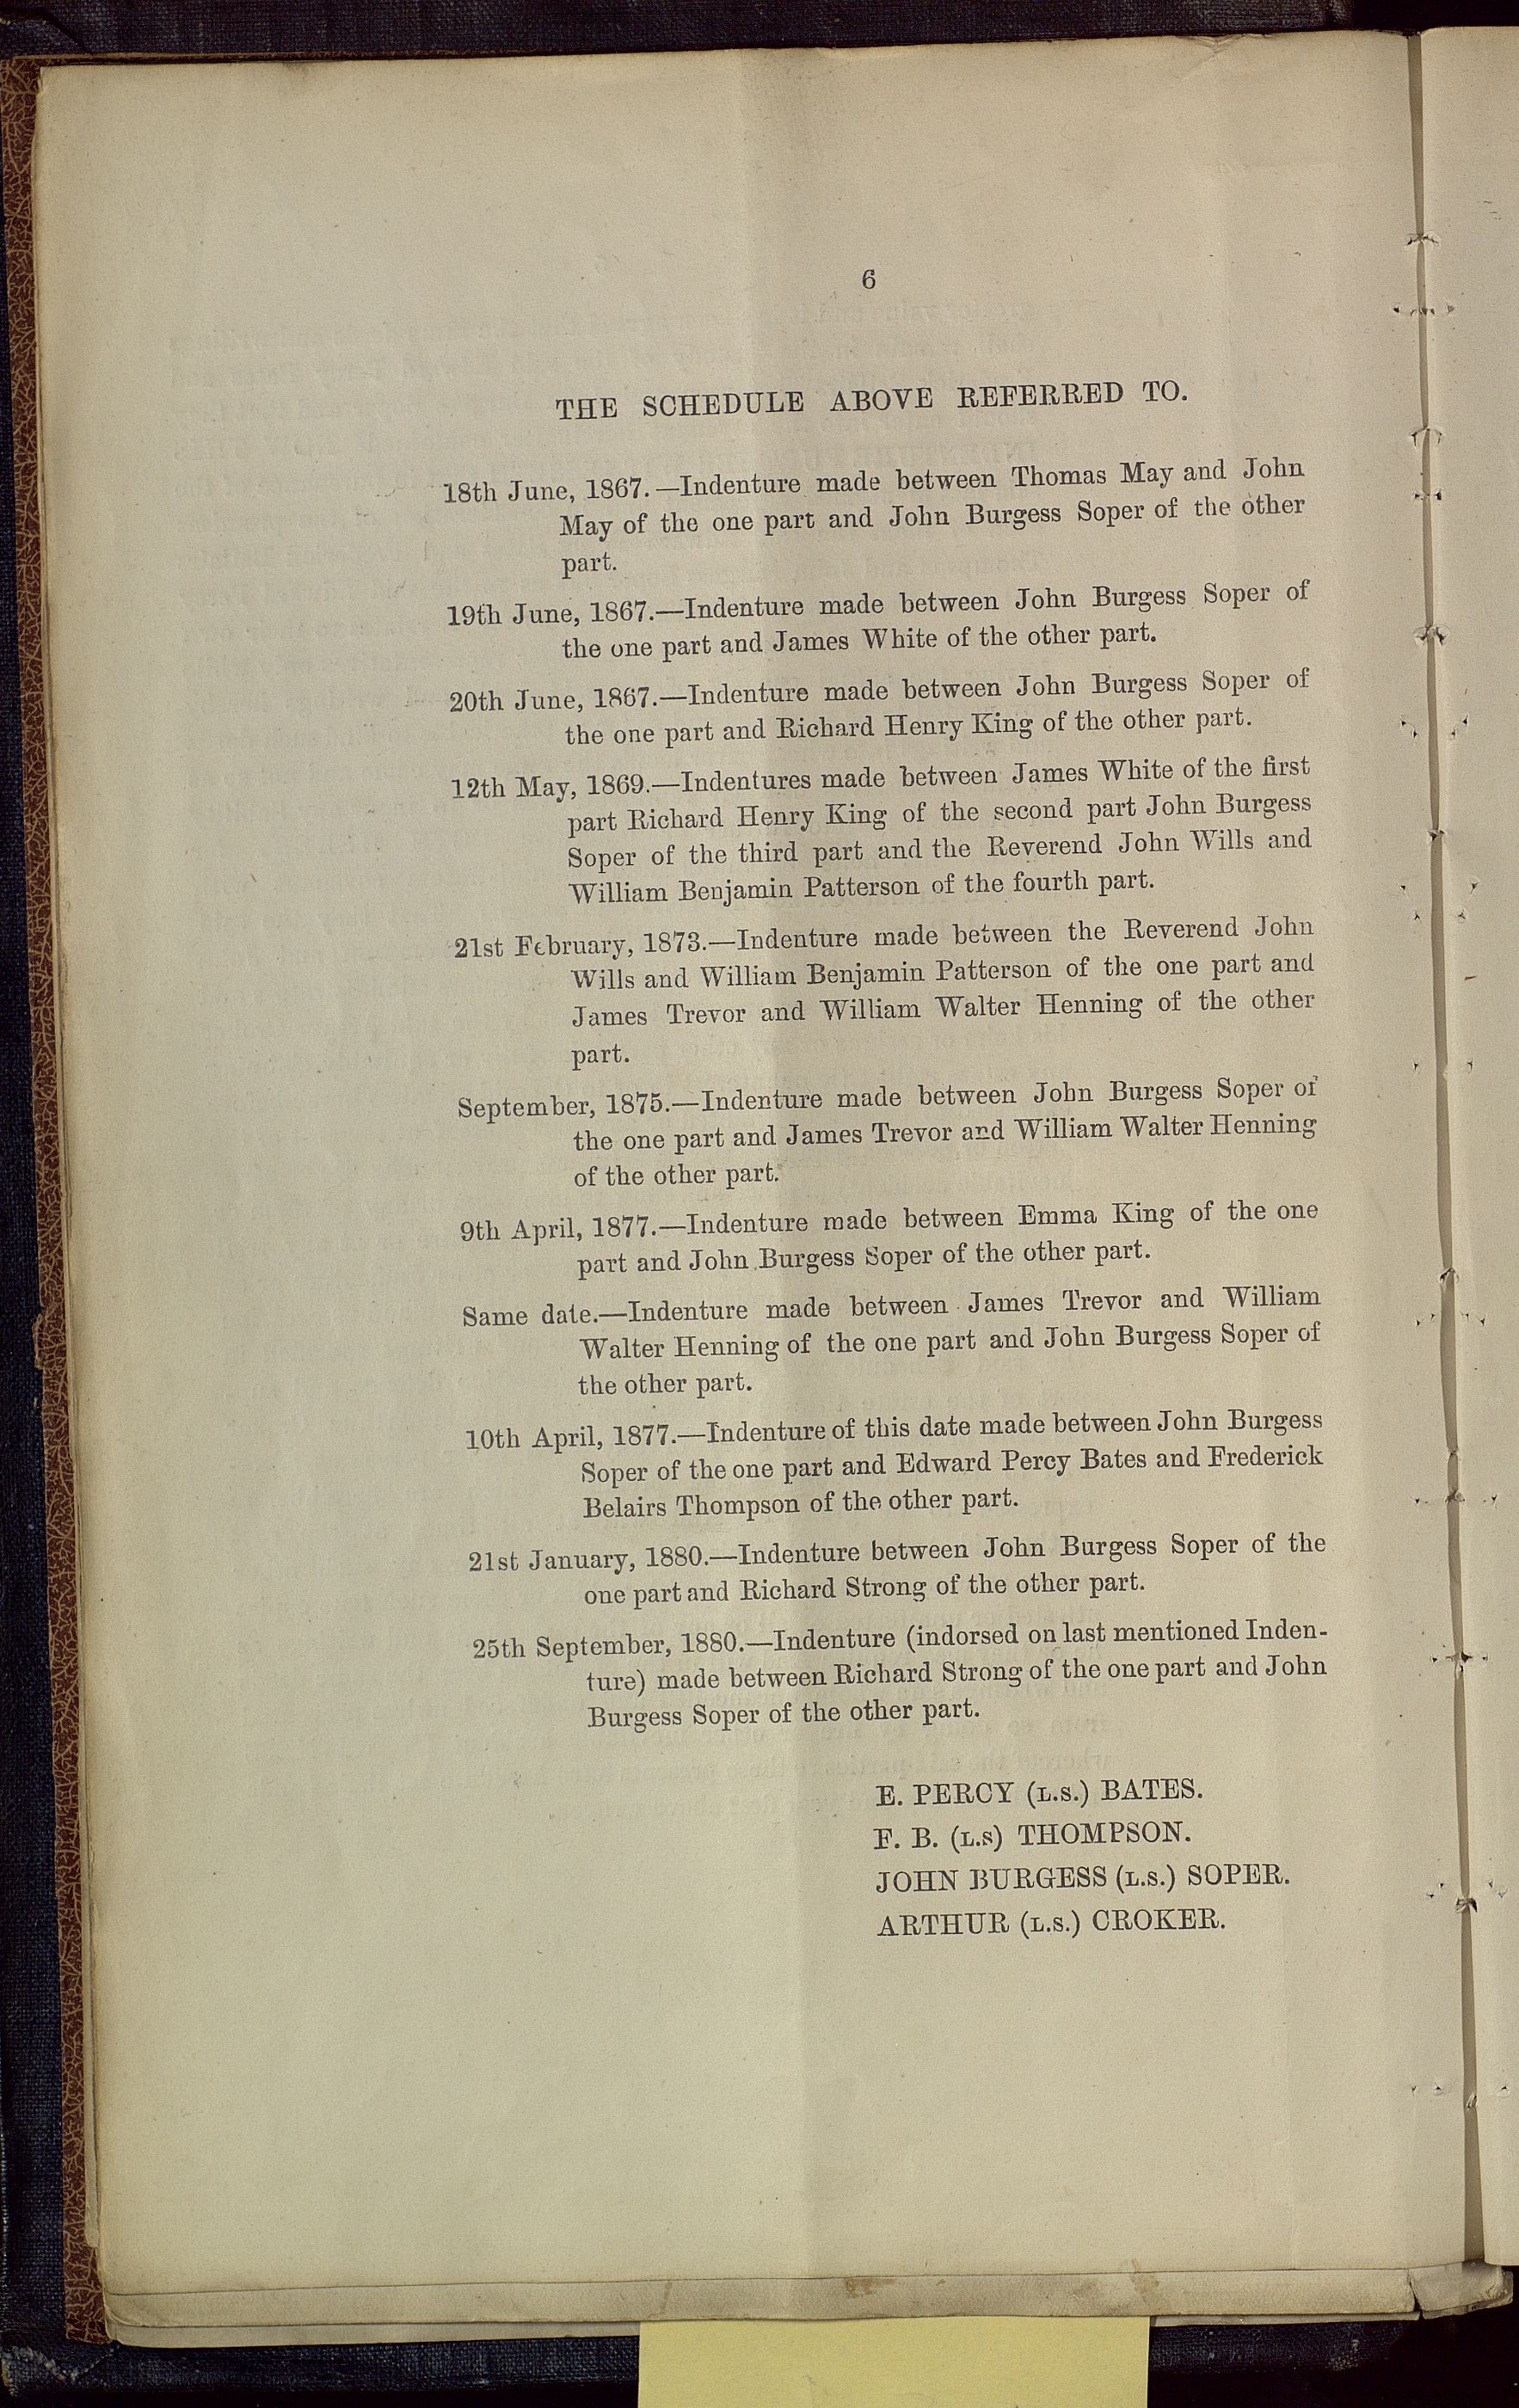 6
THE SCHEDULE ABOVE REFERRED TO.
18th June, 1867.—Indenture made between Thomas May and John
May of the one part and John Burgess Soper of the other
part.
19th June, 1867.—Indenture made between John Burgess Soper of
the one part and James White of the other part.
20th June, 1867.—Indenture made between John Burgess Soper of
the one part and Richard Henry King of the other part.
12th May, 1869.—Indentures made between James White of the first
part Richard Henry King of the second part John Burgess
Soper of the third part and the Reverend John Wills and
William Benjamin Patterson of the fourth part.
21st February, 1873.—Indenture made between the Reverend John
Wills and William Benjamin Patterson of the one part and
James Trevor and William Walter Henning of the other
part.
September, 1875.—Indenture made between John Burgess Soper of
the one part and James Trevor and William Walter Henning
of the other part.
9th April, 1877.—Indenture made between Emma King of the one
part and John Burgess Soper of the other part.
Same date.—Indenture made between James Trevor and William
Walter Henning of the one part and John Burgess Soper of
the other part.
10th April, 1877.—Indenture of this date made between John Burgess
Soper of the one part and Edward Percy Bates and Frederick
Belairs Thompson of the other part.
21st January, 1880.—Indenture between John Burgess Soper of the
one part and Richard Strong of the other part.
25th September, 1880.—Indenture (indorsed on last mentioned Inden-
ture) made between Richard Strong of the one part and John
Burgess Soper of the other part.
E. PERCY (L.S.) BATES.
F. B. (L.S) THOMPSON.
JOHN BURGESS (L.S.) SOPER.
ARTHUR (L.S.) CROKER.